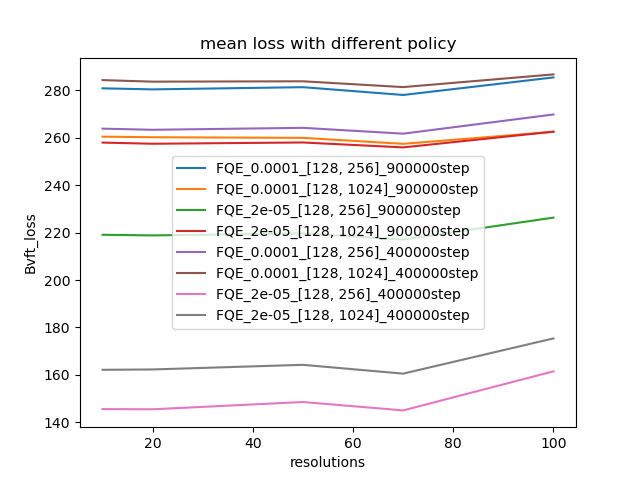 mean loss with different policy
280
260
240
220
200
180
160
140
Bvft_loss
FQE_0.0001_[128, 256]_900000step
FQE_0.0001_[128, 1024]_900000step
FQE_2e-05_[128, 256]_900000step
FQE_2e-05_[128, 1024]_900000step
FQE_0.0001_[128, 256]_400000step
FQE_0.0001_[128, 1024]_400000step
FQE_2e-05_[128, 256]_400000step
FQE_2e-05_[128, 1024]_400000step
20 40 60 80 100
resolutions